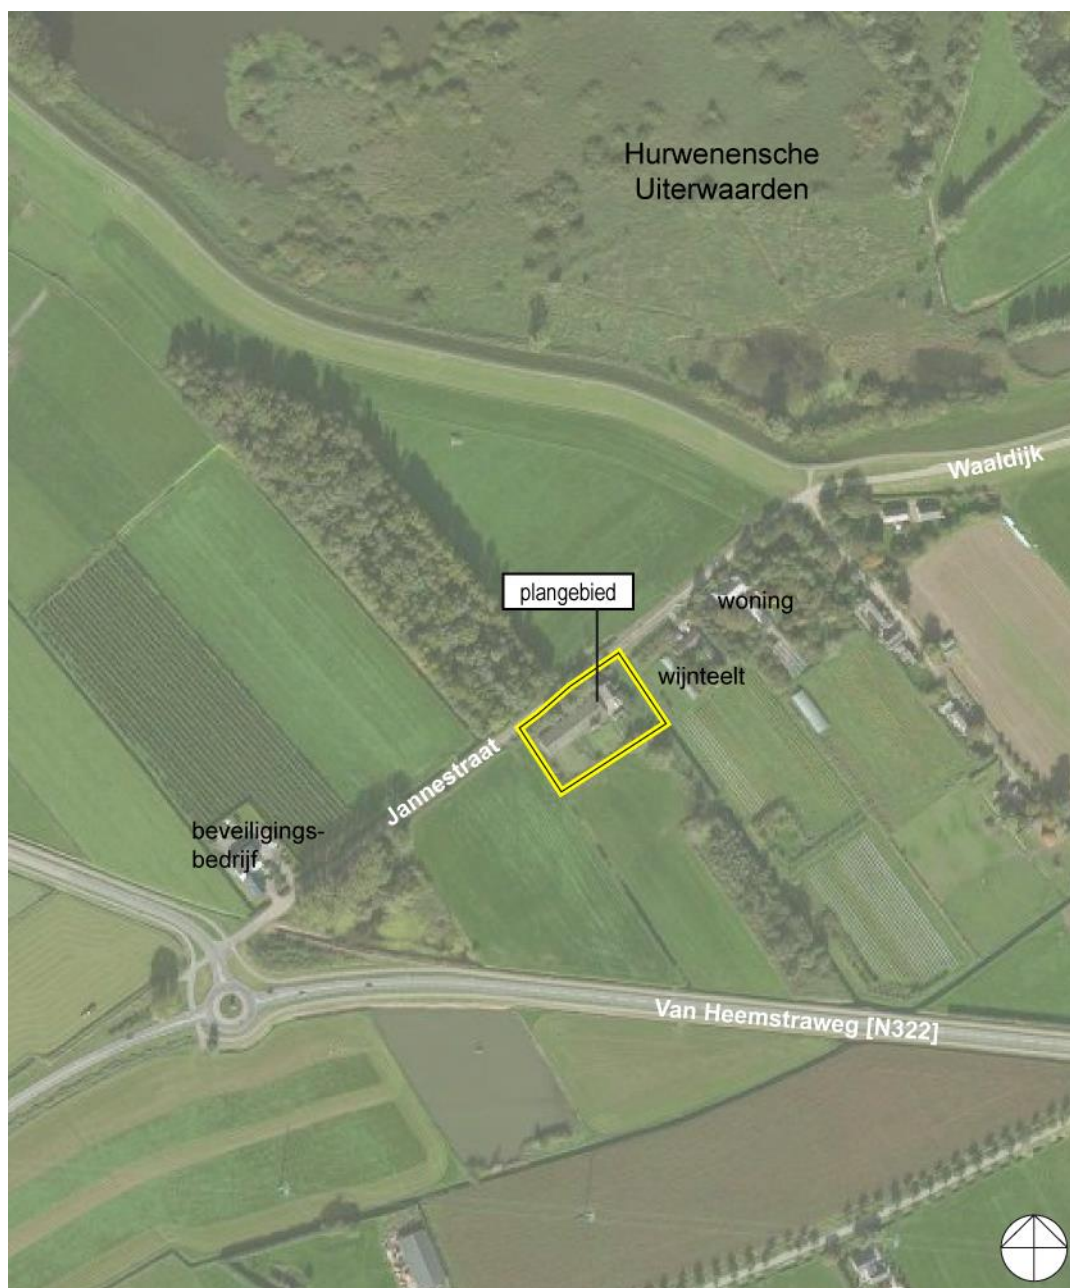 Hurwenensche
Uiterwaarden
Waaldijk
plangebied
woning
wijnteelt
Jannestraat
beveiligings-
bedrijf
Van Heemstraweg [N322]